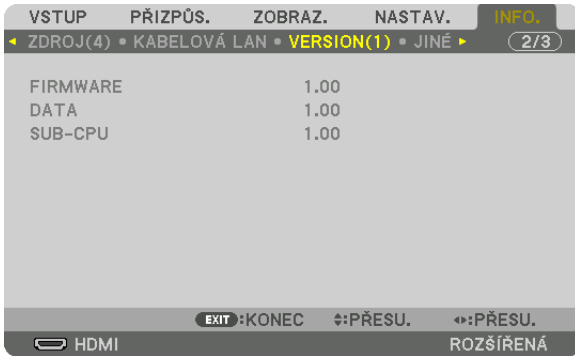 VSTUP PŘIZPŮS. ZOBRAZ. NASTAV. INFO.
◄ ZDROJ(4) • KABELOVÁ LAN • VERSION(1) • JINÉ ► 2/3
FIRMWARE 1.00
DATA 1.00
SUB-CPU 1.00
EXIT :KONEC :PŘESU. :PŘESU.
HDMI ROZŠÍŘENÁ